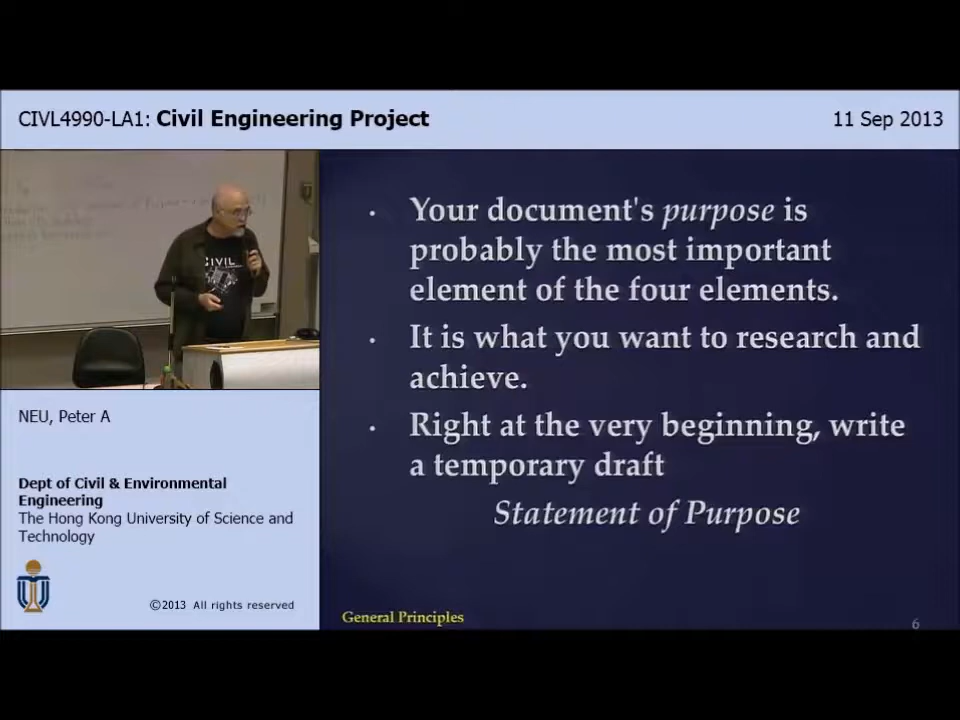 CIVL4990-LA1: Civil Engineering Project
11 Sep 2013
CIVIL
NEU, Peter A
Dept of Civil & Environmental
Engineering
The Hong Kong University of Science and
Technology
©2013 All rights reserved
• Your document's purpose is
probably the most important
element of the four elements.
• It is what you want to research and
achieve.
• Right at the very beginning, write
a temporary draft
Statement of Purpose
General Principles
6